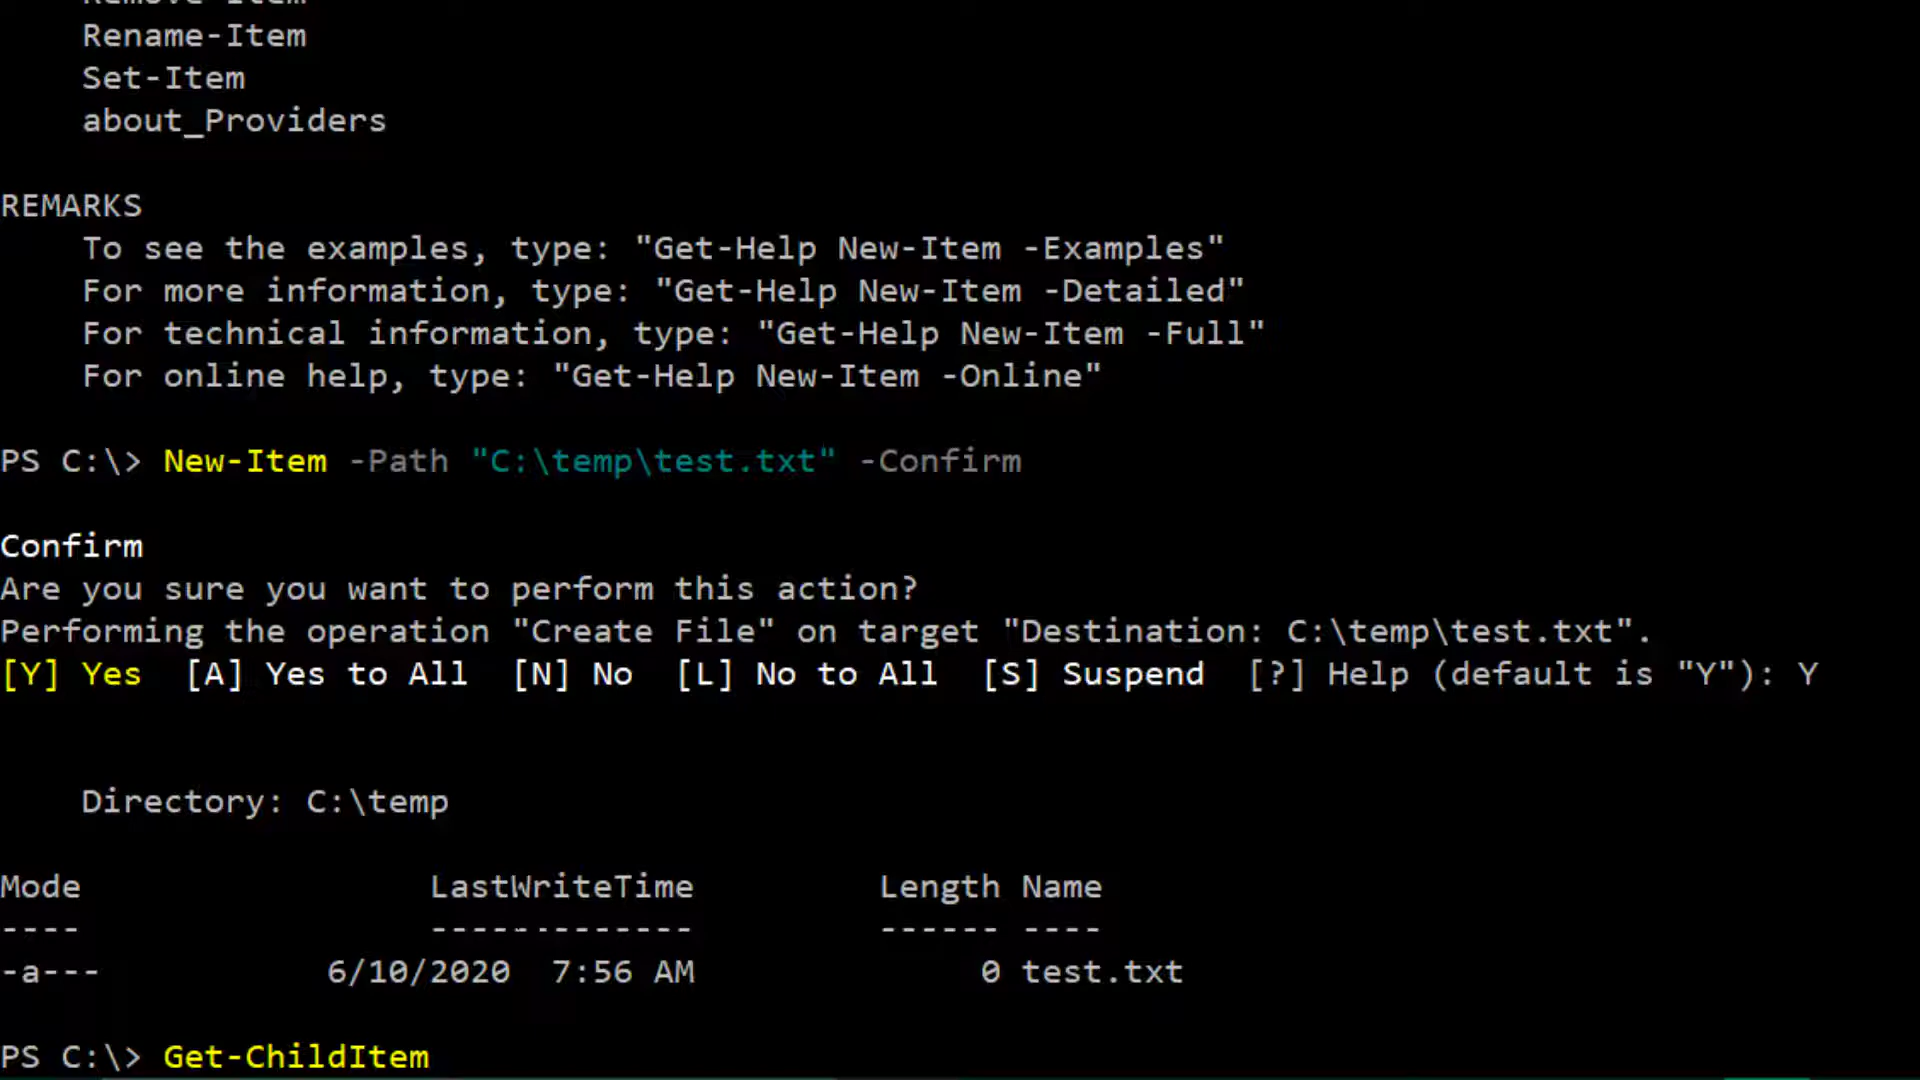 Remove-Item
Rename-Item
Set-Item
about_Providers
REMARKS
To see the examples, type: "Get-Help New-Item -Examples"
For more information, type: "Get-Help New-Item -Detailed"
For technical information, type: "Get-Help New-Item -Full"
For online help, type: "Get-Help New-Item -Online"
PS C:\> New-Item -Path "C:\temp\test.txt" -Confirm
Confirm
Are you sure you want to perform this action?
Performing the operation "Create File" on target "Destination: C:\temp\test.txt".
[Y] Yes  [A] Yes to All  [N] No  [L] No to All  [S] Suspend  [?] Help (default is "Y"): Y
Directory: C:\temp
Mode                 LastWriteTime         Length Name
----                 -------------         ------ ----
-a---           6/10/2020  7:56 AM              0 test.txt
PS C:\> Get-ChildItem